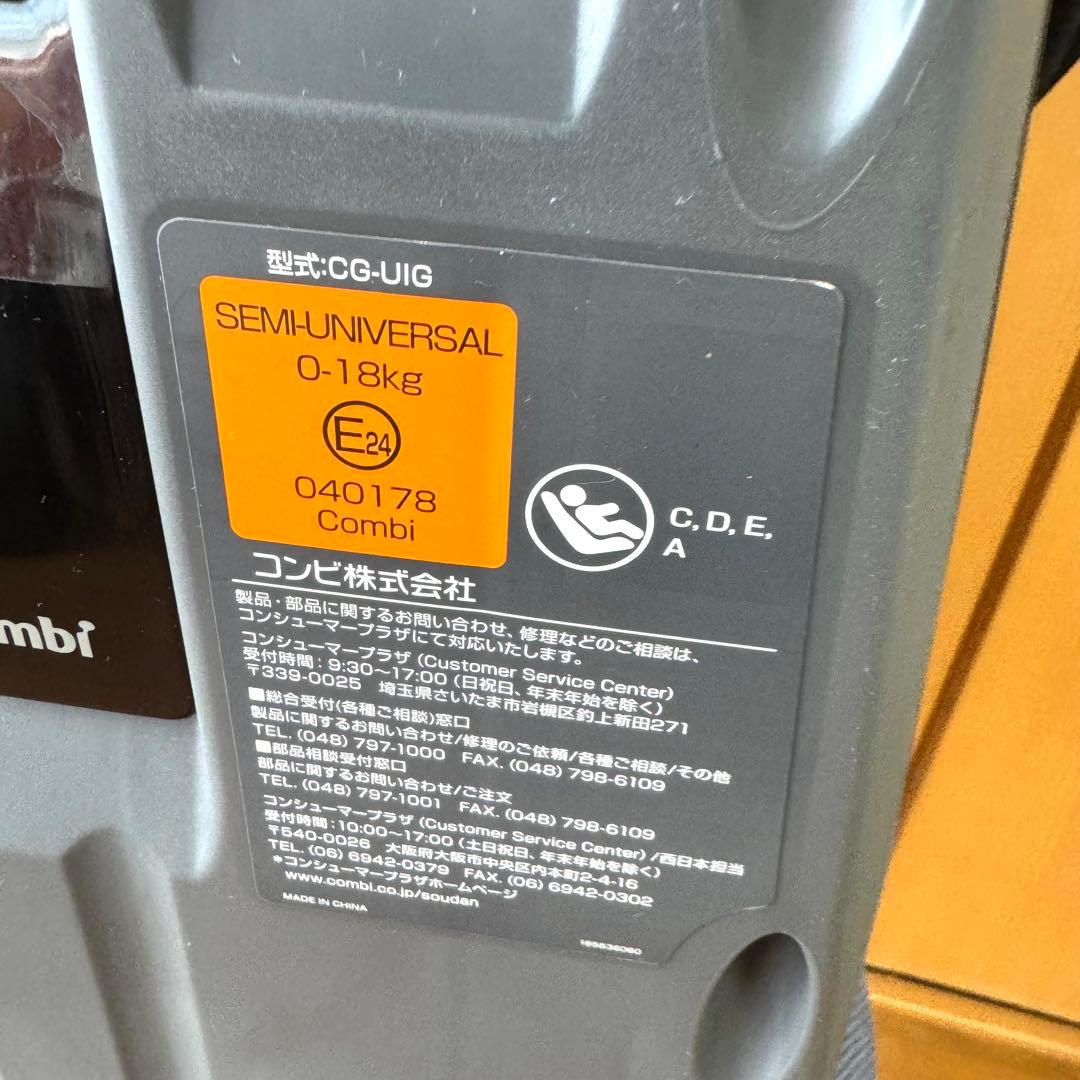 型式:CG-UIG
SEMI-UNIVERSAL
0-18kg
E24
040178
Combi
C, D, E,
A
コンビ株式会社
製品・部品に関するお問い合わせ、修理などのご相談は、
コンシューマープラザにて対応いたします。
コンシューマープラザ (Customer Service Center)
受付時間：9:30～17:00 (日祝日、年末年始を除く)
〒339-0025 埼玉県さいたま市岩槻区釣上新田271
■総合受付(各種ご相談)窓口
製品に関するお問い合わせ/修理のご依頼/各種ご相談/その他
TEL. (048) 797-1000 FAX. (048) 798-6109
■部品相談受付窓口
部品に関するお問い合わせ/ご注文
TEL. (048) 797-1001 FAX. (048) 798-6109
コンシューマープラザ (Customer Service Center) /西日本担当
受付時間：10:00～17:00 (土日祝日、年末年始を除く)
〒540-0026 大阪府大阪市中央区内本町2-4-16
TEL. (06) 6942-0379 FAX. (06) 6942-0302
*コンシューマープラザホームページ
www.combi.co.jp/soudan
MADE IN CHINA
165636060
mbi